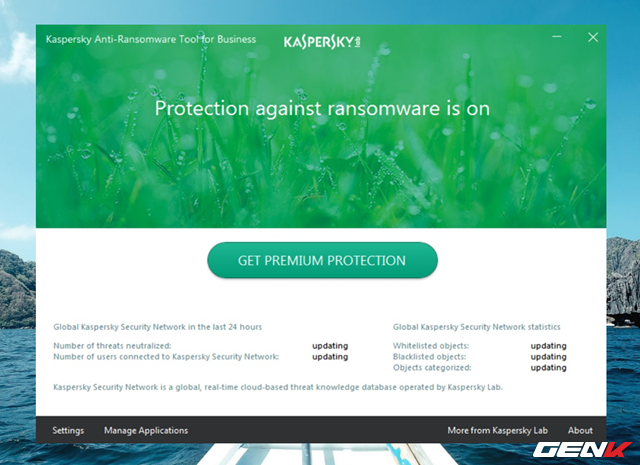 Kaspersky Anti-Ransomware Tool for Business
KASPERSKY lab
Protection against ransomware is on
GET PREMIUM PROTECTION
Global Kaspersky Security Network in the last 24 hours
Number of threats neutralized: updating
Number of users connected to Kaspersky Security Network: updating
Global Kaspersky Security Network statistics
Whitelisted objects: updating
Blacklisted objects: updating
Objects categorized: updating
Kaspersky Security Network is a global, real-time cloud-based threat knowledge database operated by Kaspersky Lab.
Settings Manage Applications More from Kaspersky Lab About
GENK